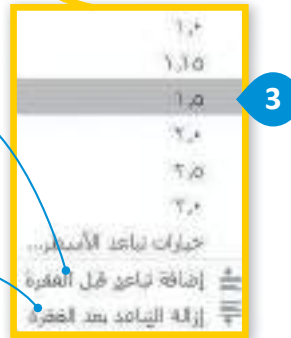 ١,٠
١,١٥
١,٥
3
٢,٠
٢,٥
٣,٠
خيارات تباعد الأسطر...
إضافة تباعد قبل الفقرة
إزالة التباعد بعد الفقرة